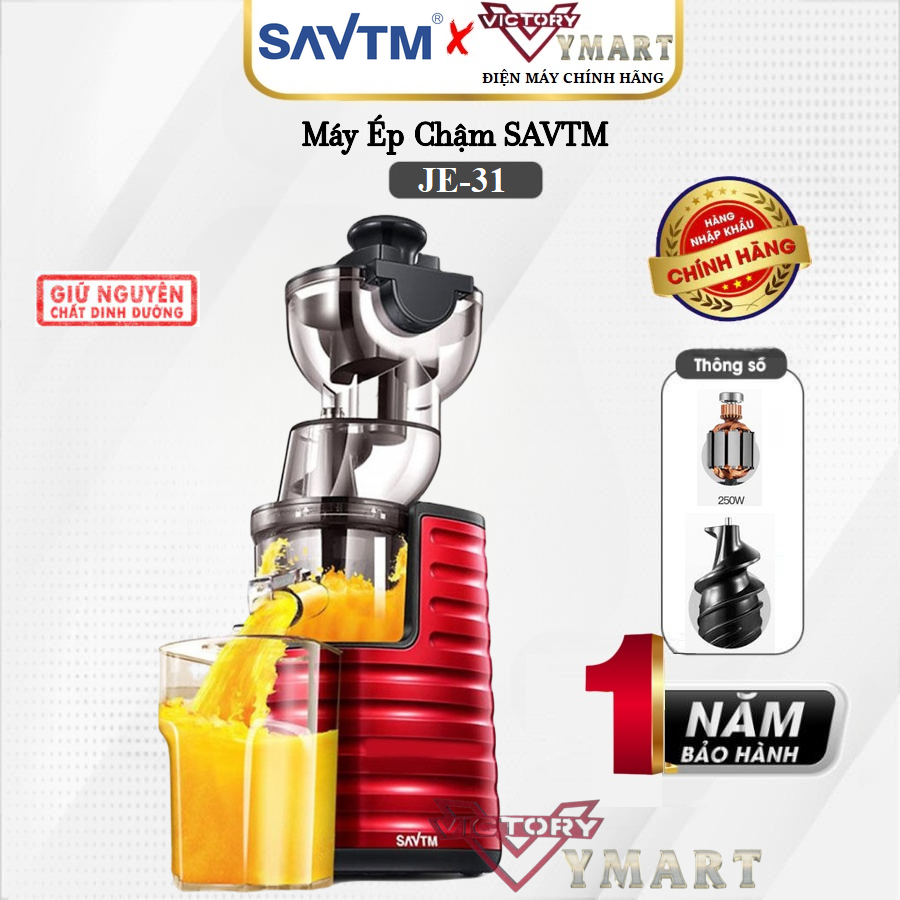 SAVTM® X VICTORY YMART
ĐIỆN MÁY CHÍNH HÃNG
Máy Ép Chậm SAVTM
JE-31
HÀNG
NHẬP KHẨU
CHÍNH HÃNG
GIỮ NGUYÊN
CHẤT DINH DƯỠNG
Thông số
250W
1 NĂM
BẢO HÀNH
SAVTM
VICTORY
YMART